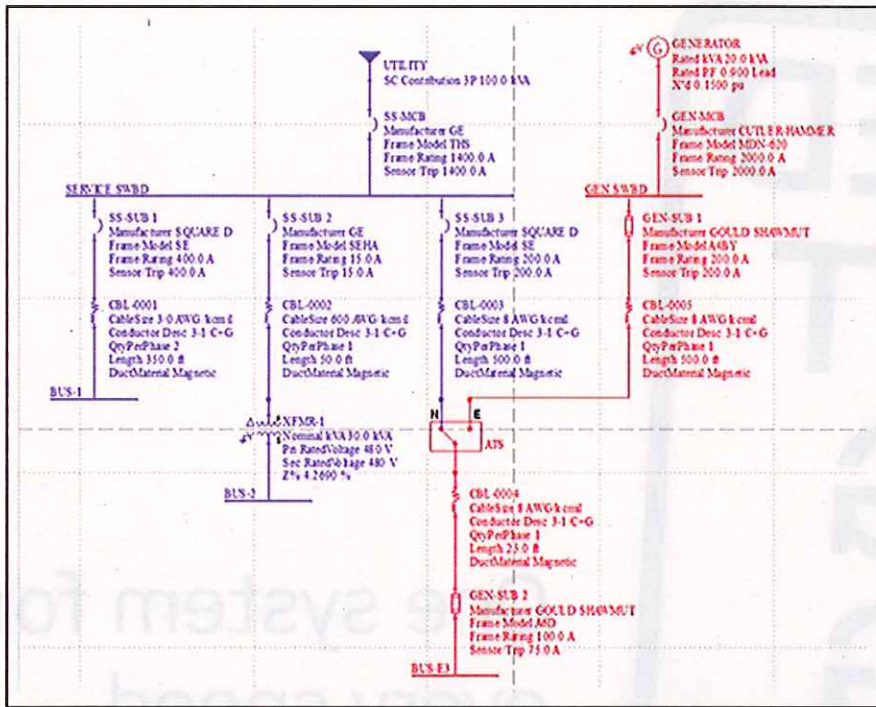 UTILITY
SC Contribution 3P 100.0 kVA
SS-MCB
Manufacturer GE
Frame Model THS
Frame Rating 1400.0 A
Sensor Trip 1400.0 A
GENERATOR
Rated kVA 20.0 kVA
Rated PF 0.900 Lead
X"d 0.1500 pu
GEN-MCB
Manufacturer CUTLER-HAMMER
Frame Model MDN-620
Frame Rating 2000.0 A
Sensor Trip 2000.0 A
SERVICE SWBD
GEN SWBD
SS-SUB 1
Manufacturer SQUARE D
Frame Model SE
Frame Rating 400.0 A
Sensor Trip 400.0 A
SS-SUB 2
Manufacturer GE
Frame Model SEHA
Frame Rating 15.0 A
Sensor Trip 15.0 A
SS-SUB 3
Manufacturer SQUARE D
Frame Model SE
Frame Rating 200.0 A
Sensor Trip 200.0 A
GEN-SUB 1
Manufacturer GOULD SHAWMUT
Frame Model A4BY
Frame Rating 200.0 A
Sensor Trip 200.0 A
CBL-0001
CableSize 3-0 AWG/kcmil
Conductor Desc 3-1 C+G
QtyPerPhase 2
Length 350.0 ft
DuctMaterial Magnetic
CBL-0002
CableSize 600 AWG/kcmil
Conductor Desc 3-1 C+G
QtyPerPhase 1
Length 50.0 ft
DuctMaterial Magnetic
CBL-0003
CableSize 8 AWG/kcmil
Conductor Desc 3-1 C+G
QtyPerPhase 1
Length 500.0 ft
DuctMaterial Magnetic
CBL-0005
CableSize 8 AWG/kcmil
Conductor Desc 3-1 C+G
QtyPerPhase 1
Length 500.0 ft
DuctMaterial Magnetic
BUS-1
N E
ATS
XFMR-1
Nominal kVA 30.0 kVA
Pri RatedVoltage 480 V
Sec RatedVoltage 480 V
Z% 4.2690 %
BUS-2
CBL-0004
CableSize 8 AWG/kcmil
Conductor Desc 3-1 C+G
QtyPerPhase 1
Length 25.0 ft
DuctMaterial Magnetic
GEN-SUB 2
Manufacturer GOULD SHAWMUT
Frame Model A6D
Frame Rating 100.0 A
Sensor Trip 75.0 A
BUS-E3
G